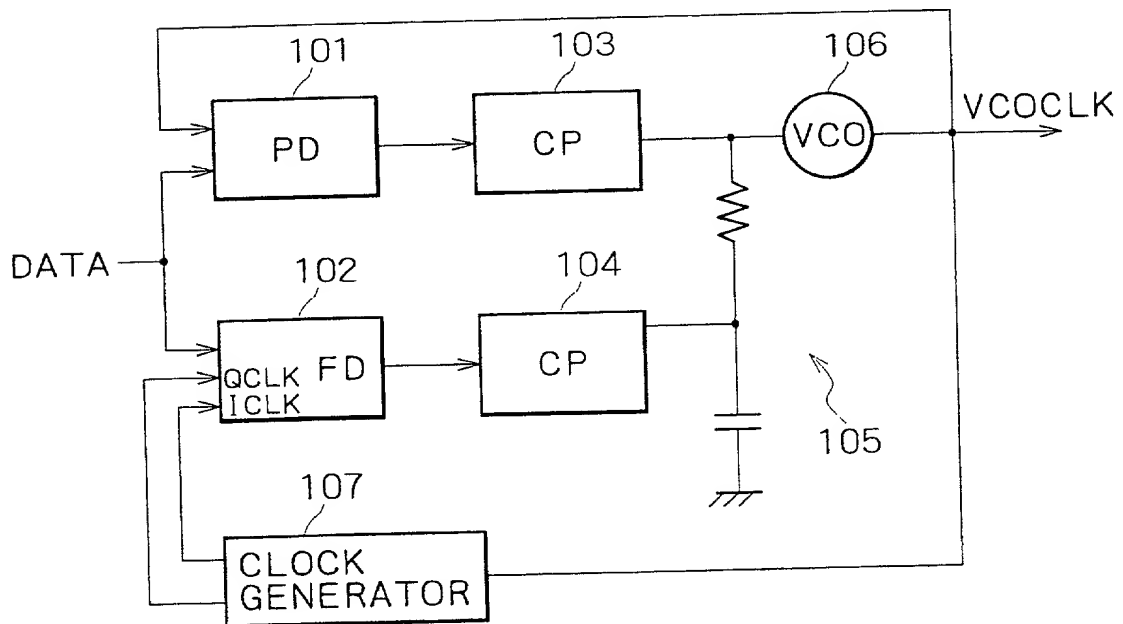 101
103
106
PD
CP
VCO
VCOCLK
DATA
102
104
QCLK
FD
ICLK
CP
105
107
CLOCK
GENERATOR